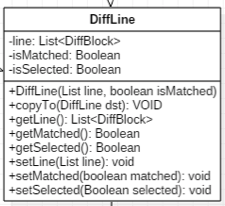 DiffLine
-line: List<DiffBlock>
-isMatched: Boolean
-isSelected: Boolean
+DiffLine(List line, boolean isMatched)
+copyTo(DiffLine dst): VOID
+getLine(): List<DiffBlock>
+getMatched(): Boolean
+getSelected(): Boolean
+setLine(List line): void
+setMatched(boolean matched): void
+setSelected(Boolean selected): void